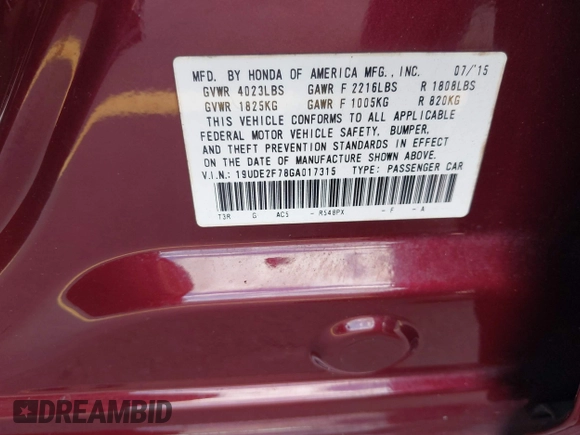 MFD. BY HONDA OF AMERICA MFG., INC. 07/'15
GVWR 4023LBS GAWR F 2216LBS R 1808LBS
GVWR 1825KG GAWR F 1005KG R 820KG
THIS VEHICLE CONFORMS TO ALL APPLICABLE
FEDERAL MOTOR VEHICLE SAFETY, BUMPER,
AND THEFT PREVENTION STANDARDS IN EFFECT
ON THE DATE OF MANUFACTURE SHOWN ABOVE.
V.I.N.: 19UDE2F78GA017315 TYPE: PASSENGER CAR
T3R G AC5 - R548PX - F - A
DREAMBID